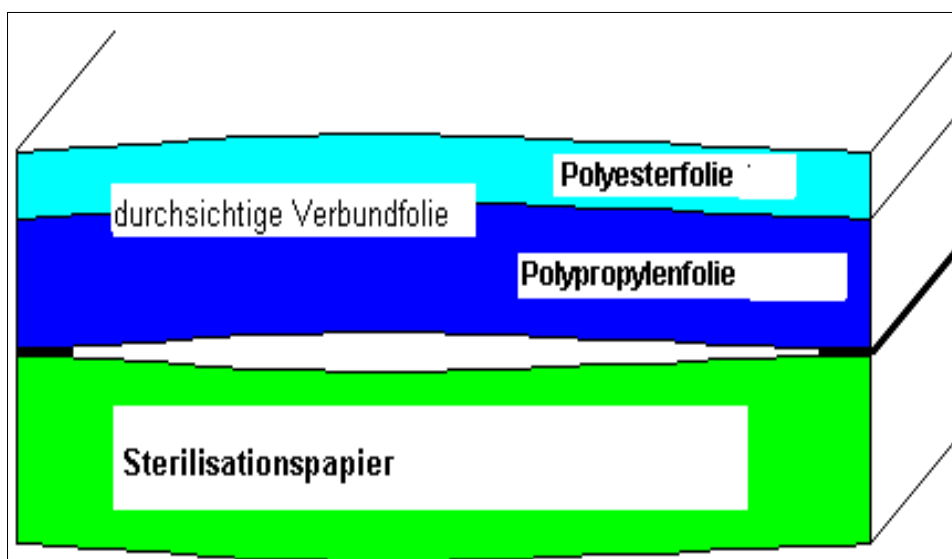 Polyesterfolie
durchsichtige Verbundfolie
Polypropylenfolie
Sterilisationspapier